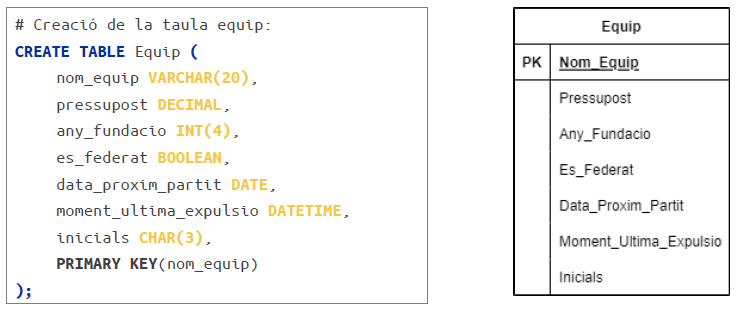 # Creació de la taula equip:
CREATE TABLE Equip (
nom_equip VARCHAR(20),
pressupost DECIMAL,
any_fundacio INT(4),
es_federat BOOLEAN,
data_proxim_partit DATE,
moment_ultima_expulsio DATETIME,
inicials CHAR(3),
PRIMARY KEY(nom_equip)
);
Equip
PK Nom_Equip
Pressupost
Any_Fundacio
Es_Federat
Data_Proxim_Partit
Moment_Ultima_Expulsio
Inicials